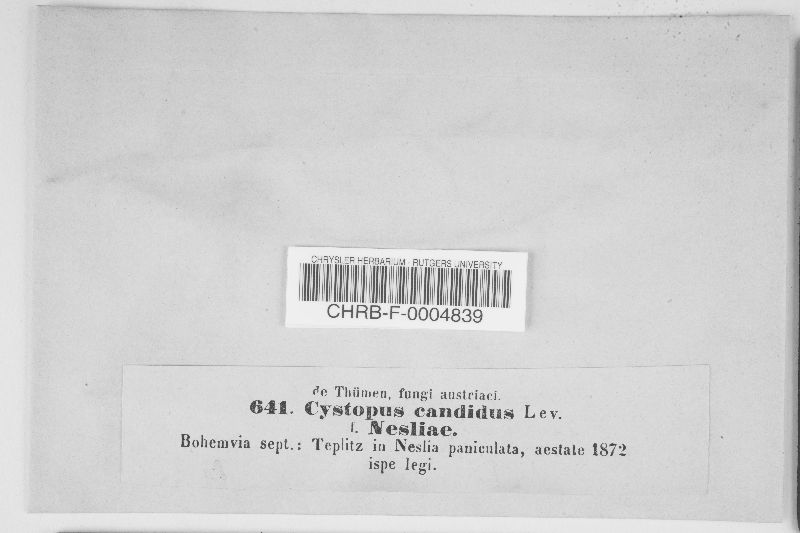 CHRYSLER HERBARIUM - RUTGERS UNIVERSITY
CHRB-F-0004839
de Thümen, fungi austriaci.
641. Cystopus candidus Lev.
f. Nesliae.
Bohemvia sept.: Teplitz in Neslia paniculata, aestate 1872
ispe legi.